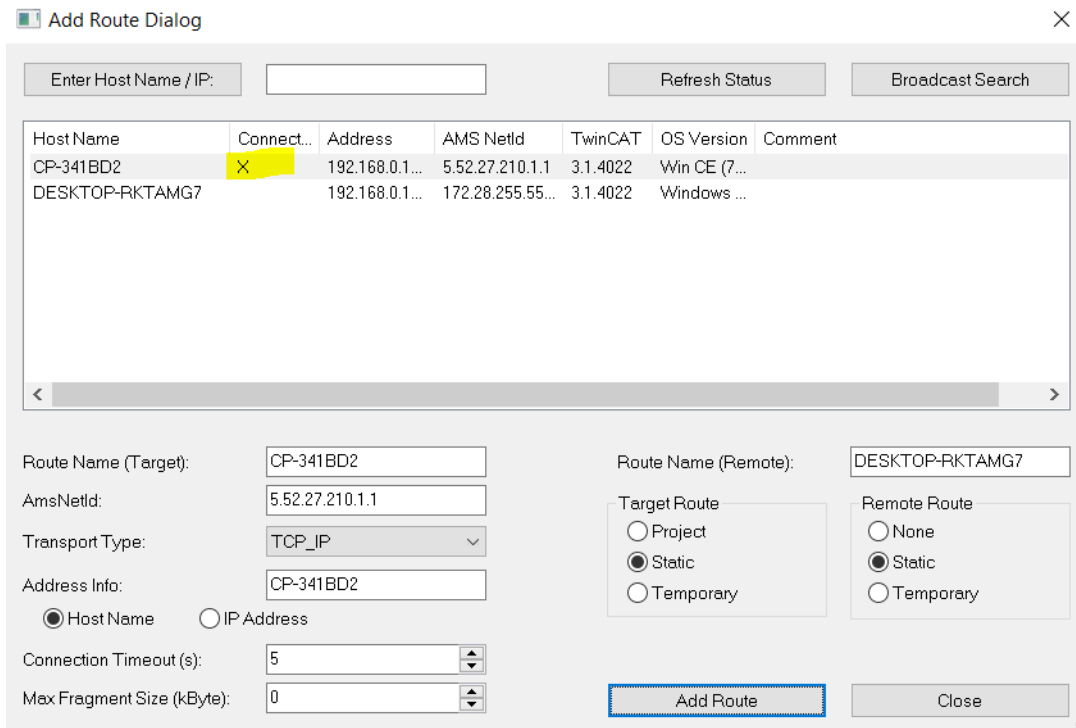 Add Route Dialog
Enter Host Name / IP: Refresh Status Broadcast Search
Host Name Connect... Address AMS NetId TwinCAT OS Version Comment
CP-341BD2 X 192.168.0.1... 5.52.27.210.1.1 3.1.4022 Win CE (7...
DESKTOP-RKTAMG7 192.168.0.1... 172.28.255.55... 3.1.4022 Windows ...
Route Name (Target): CP-341BD2 Route Name (Remote): DESKTOP-RKTAMG7
AmsNetId: 5.52.27.210.1.1 Target Route Remote Route
Transport Type: TCP_IP Project None
Static Static
Address Info: CP-341BD2 Temporary Temporary
Host Name IP Address
Connection Timeout (s): 5
Max Fragment Size (kByte): 0 Add Route Close